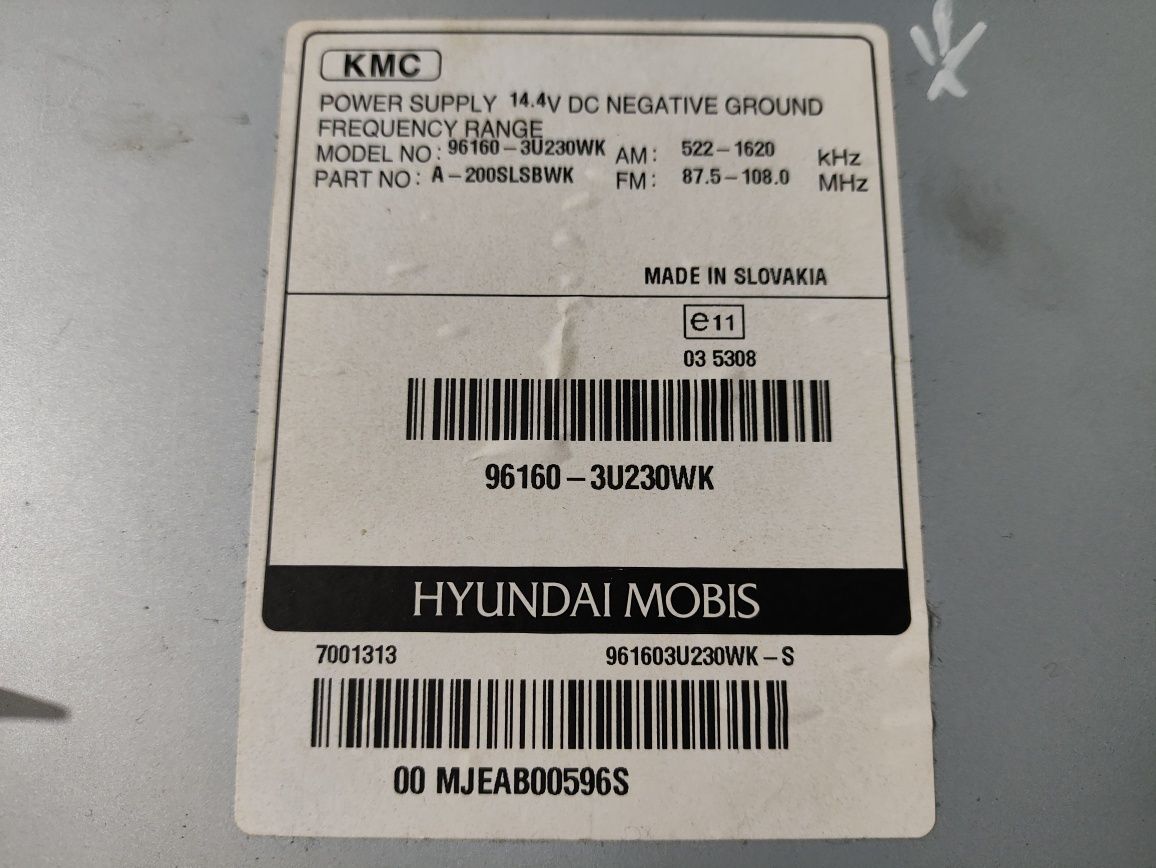 KMC
POWER SUPPLY 14.4V DC NEGATIVE GROUND
FREQUENCY RANGE
MODEL NO : 96160-3U230WK AM : 522-1620 kHz
PART NO : A-200SLSBWK FM : 87.5-108.0 MHz
MADE IN SLOVAKIA
e11
03 5308
96160-3U230WK
HYUNDAI MOBIS
7001313 961603U230WK-S
00 MJEAB00596S